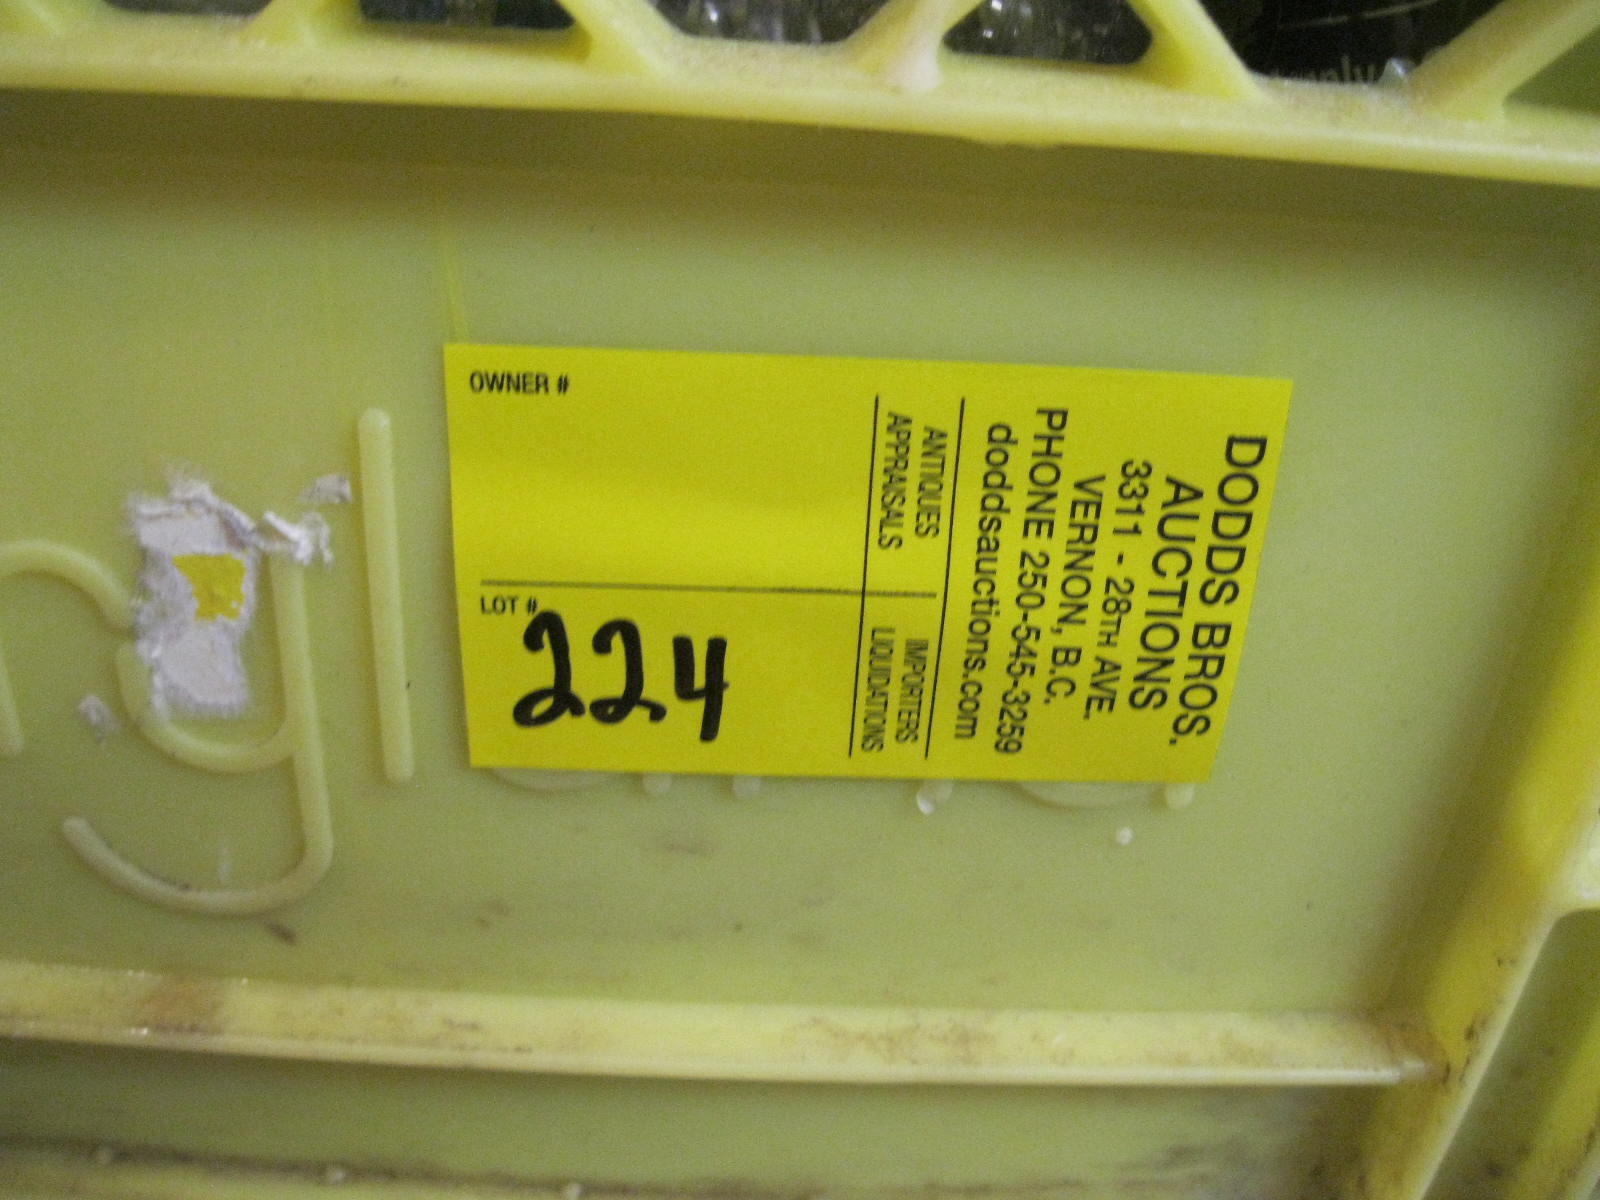 DODDS BROS.
AUCTIONS
3311 - 28TH AVE.
VERNON, B.C.
PHONE 250-545-3259
doddsauctions.com
ANTIQUES IMPORTERS
APPRAISALS LIQUIDATIONS
OWNER #
LOT #
224